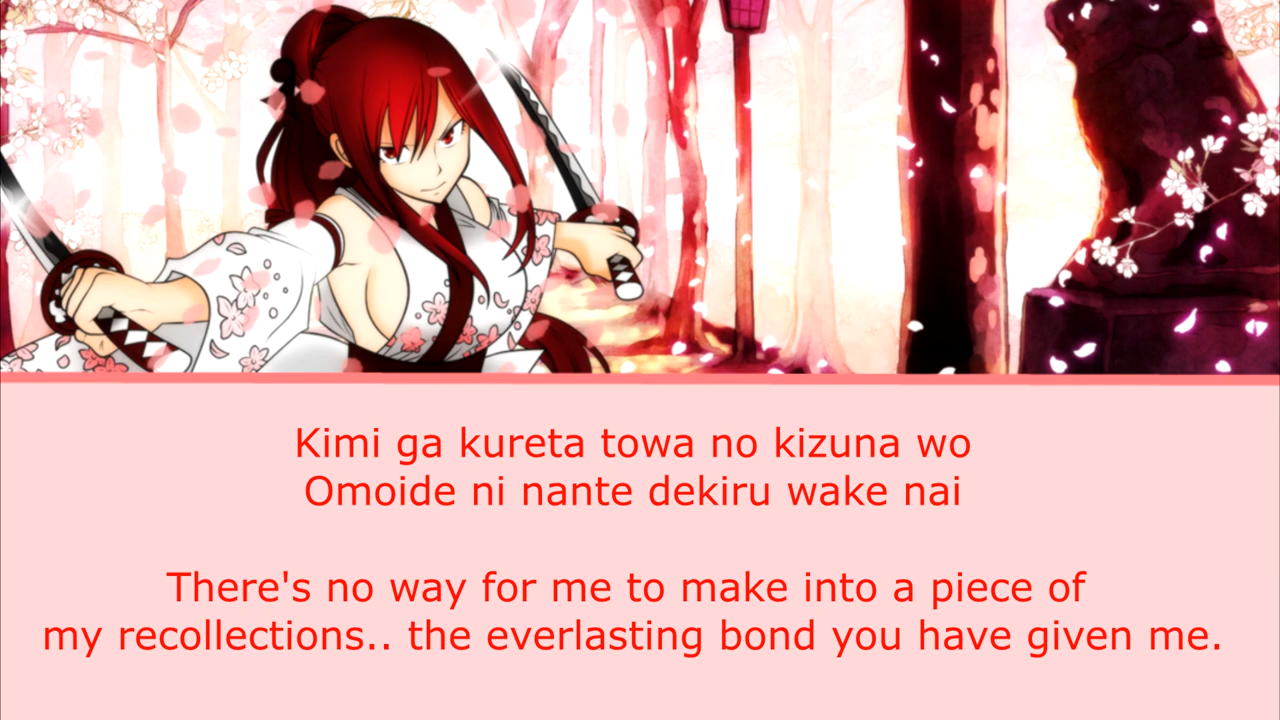 Kimi ga kureta towa no kizuna wo
Omoide ni nante dekiru wake nai
There's no way for me to make into a piece of
my recollections.. the everlasting bond you have given me.